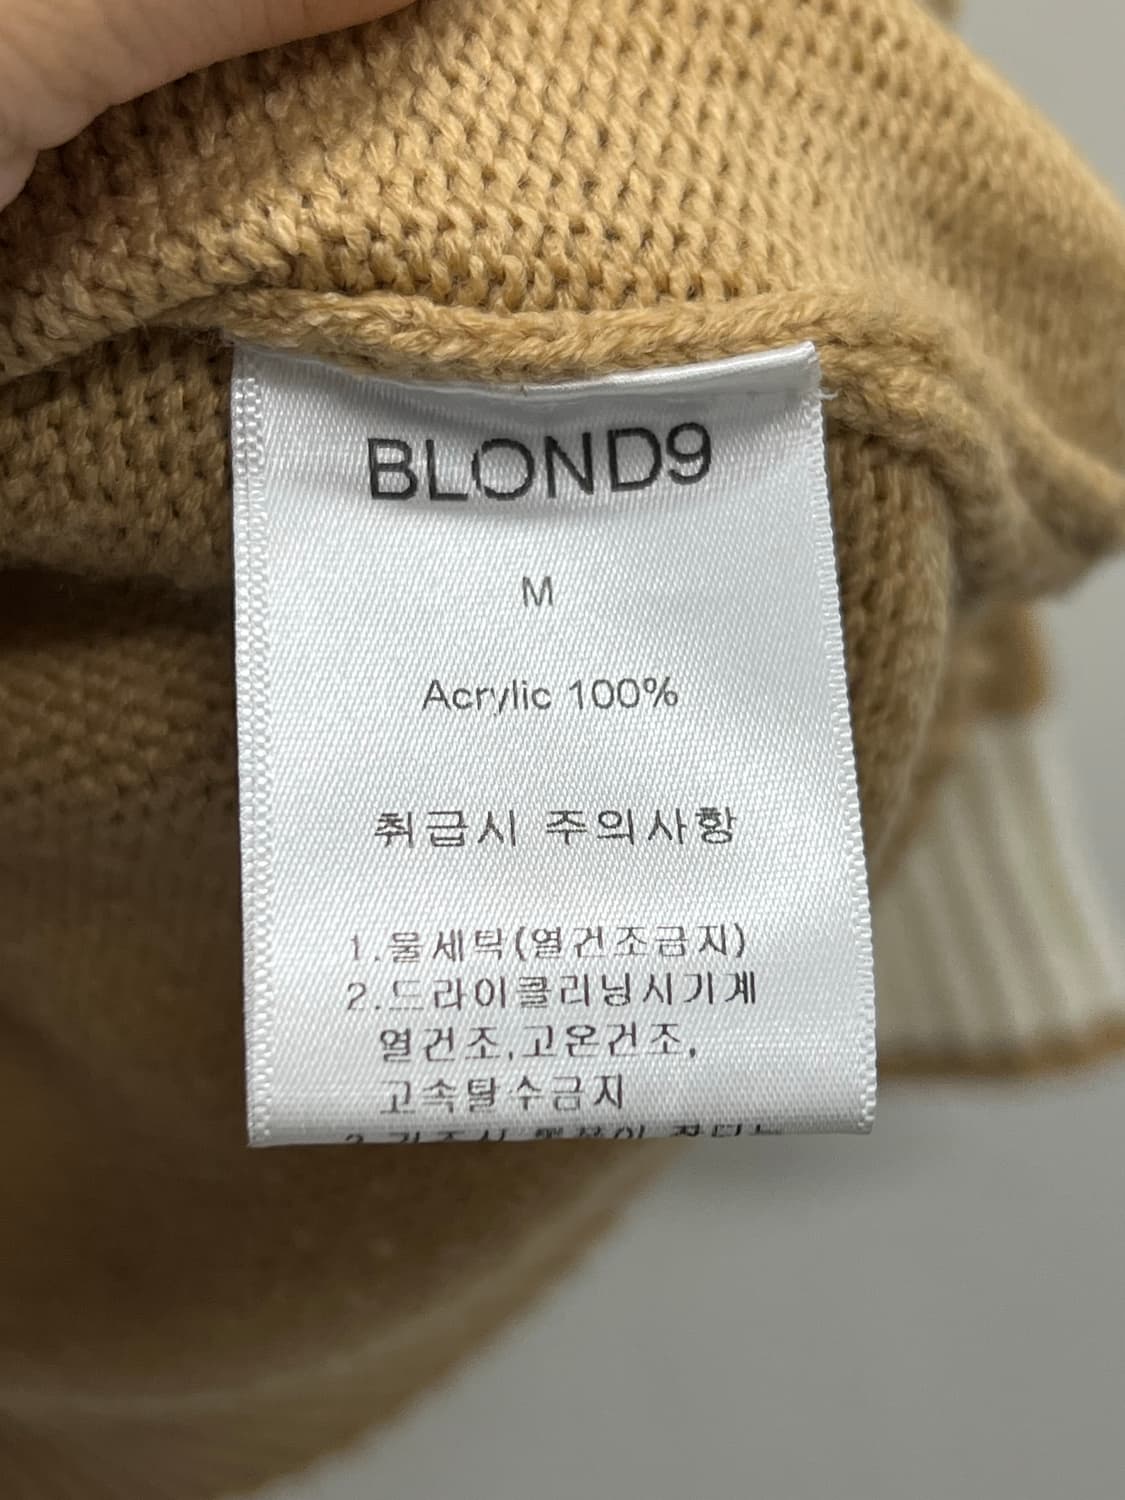 BLOND9
M
Acrylic 100%
취급시 주의사항
1.물세탁(열건조금지)
2.드라이클리닝시기계
열건조,고온건조,
고속탈수금지